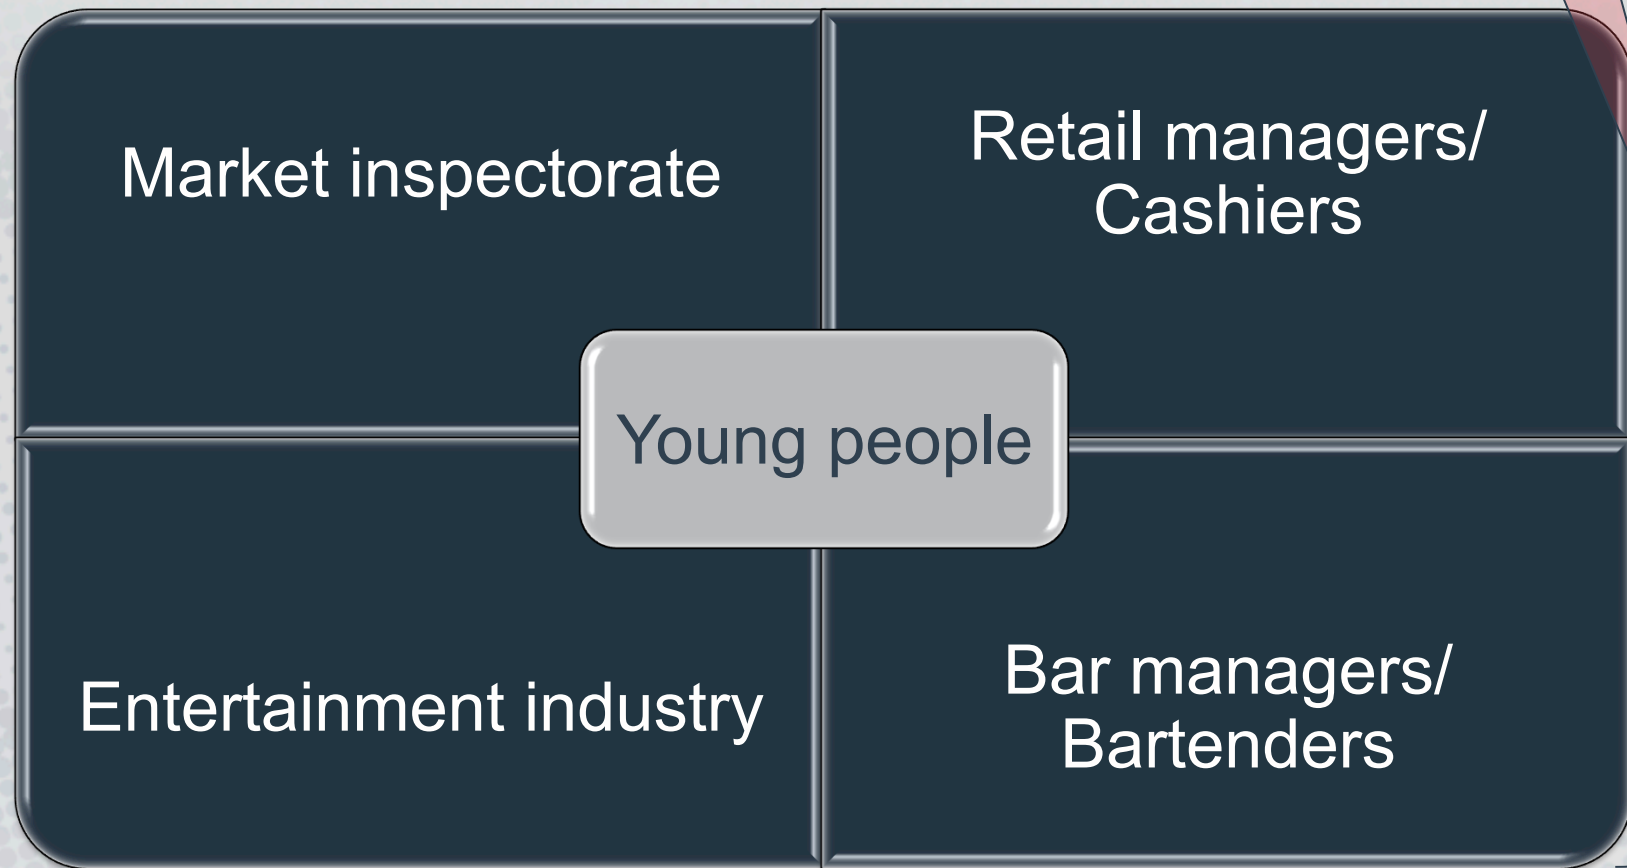 Market inspectorate
Retail managers/
Cashiers
Young people
Entertainment industry
Bar managers/
Bartenders